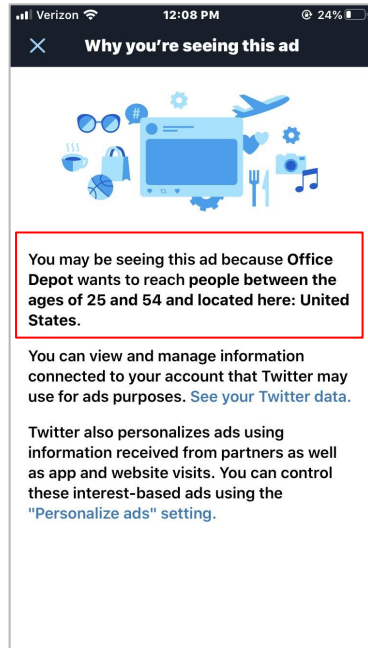 Verizon 12:08 PM 24%
Why you're seeing this ad
#
You may be seeing this ad because Office
Depot wants to reach people between the
ages of 25 and 54 and located here: United
States.
You can view and manage information
connected to your account that Twitter may
use for ads purposes. See your Twitter data.
Twitter also personalizes ads using
information received from partners as well
as app and website visits. You can control
these interest-based ads using the
"Personalize ads" setting.